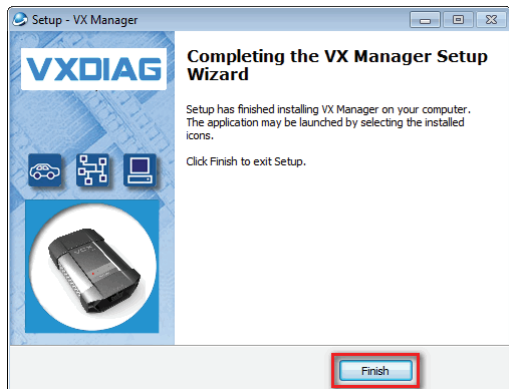 Setup - VX Manager
VXDIAG
Completing the VX Manager Setup
Wizard
Setup has finished installing VX Manager on your computer.
The application may be launched by selecting the installed
icons.
Click Finish to exit Setup.
VCX
Finish